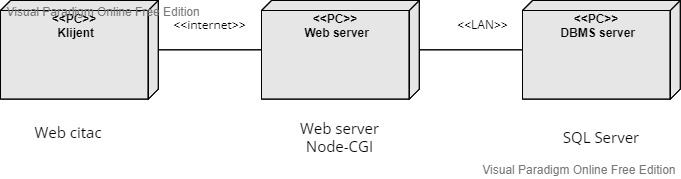 Visual Paradigm Online Free Edition
<<PC>>
Klijent
<<internet>>
<<PC>>
Web server
<<LAN>>
<<PC>>
DBMS server
Web citac
Web server
Node-CGI
SQL Server
Visual Paradigm Online Free Edition